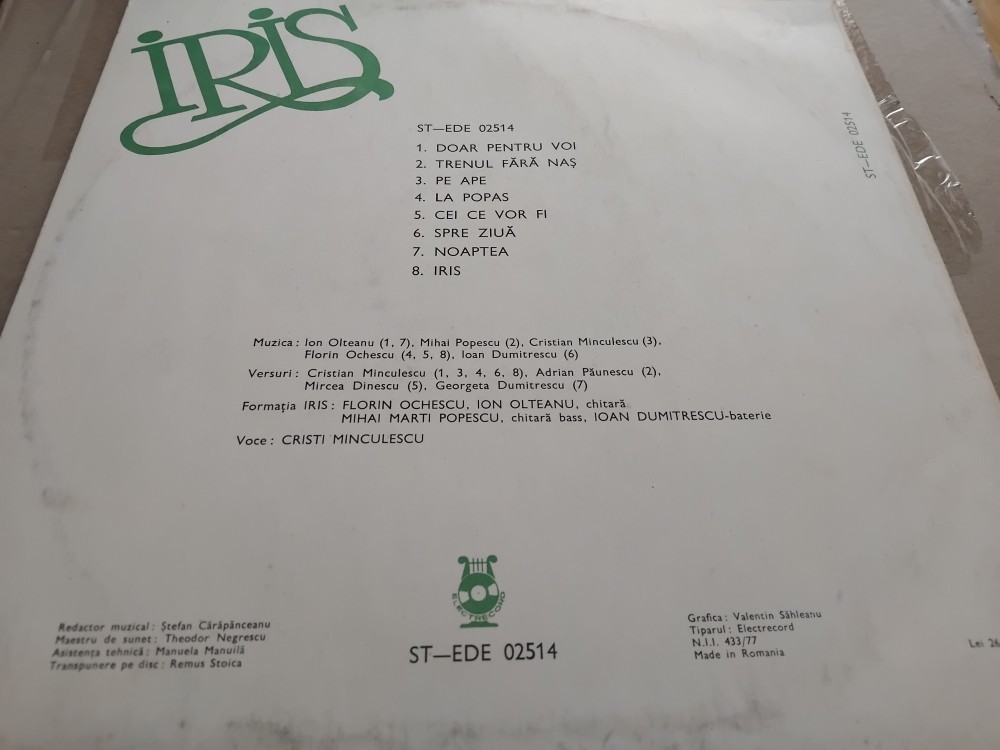 IRIS
ST—EDE 02514
1. DOAR PENTRU VOI
2. TRENUL FĂRĂ NAȘ
3. PE APE
4. LA POPAS
5. CEI CE VOR FI
6. SPRE ZIUĂ
7. NOAPTEA
8. IRIS
ST—EDE 02514
Muzica : Ion Olteanu (1, 7), Mihai Popescu (2), Cristian Minculescu (3),
Florin Ochescu (4, 5, 8), Ioan Dumitrescu (6)
Versuri : Cristian Minculescu (1, 3, 4, 6, 8), Adrian Păunescu (2),
Mircea Dinescu (5), Georgeta Dumitrescu (7)
Formația IRIS : FLORIN OCHESCU, ION OLTEANU, chitară
MIHAI MARTI POPESCU, chitară bass, IOAN DUMITRESCU-baterie
Voce : CRISTI MINCULESCU
ELECTRECORD
ST—EDE 02514
Redactor muzical : Ștefan Cărăpănceanu
Maestru de sunet : Theodor Negrescu
Asistența tehnică : Manuela Manuilă
Transpunere pe disc : Remus Stoica
Grafica : Valentin Săhleanu
Tiparul : Electrecord
N.I.I. 433/77
Made in Romania
Lei 26